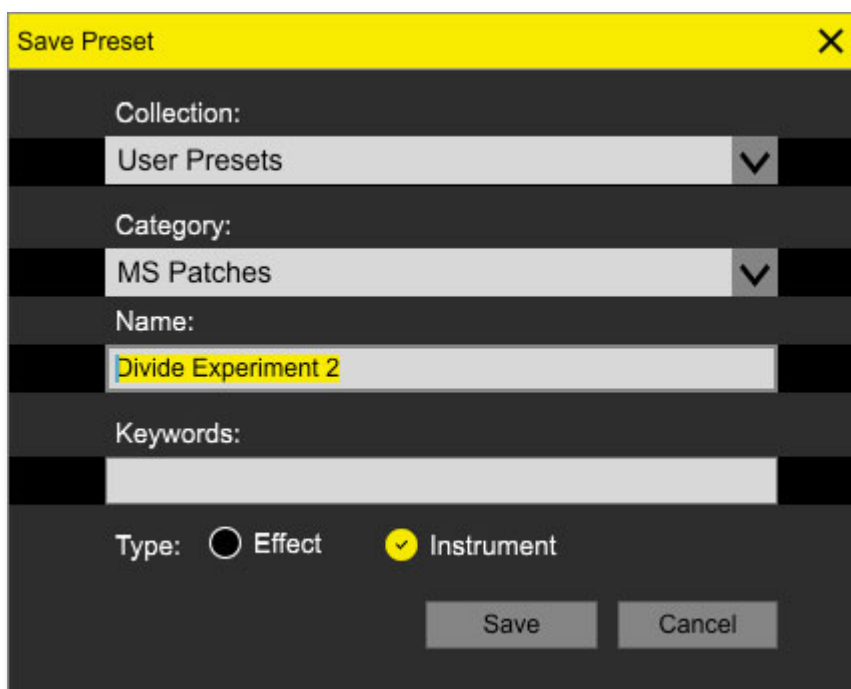 Save Preset
Collection:
User Presets
Category:
MS Patches
Name:
Divide Experiment 2
Keywords:
Type: Effect Instrument
Save Cancel